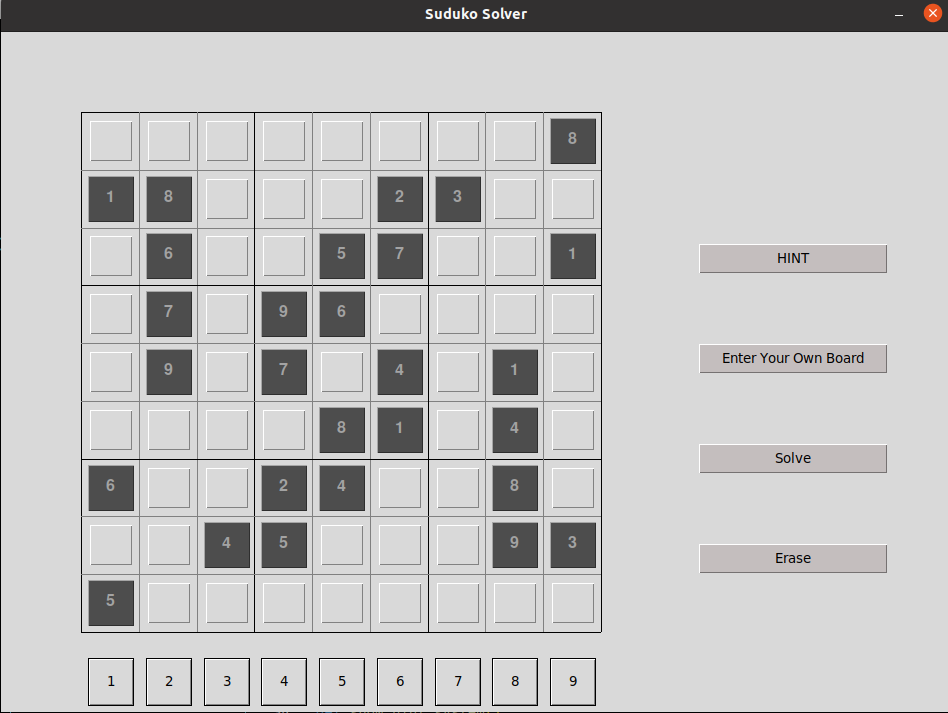 Suduko Solver
8
1 8 2 3
6 5 7 1
HINT
7 9 6
Enter Your Own Board
9 7 4 1
8 1 4
Solve
6 2 4 8
4 5 9 3
Erase
5
1 2 3 4 5 6 7 8 9